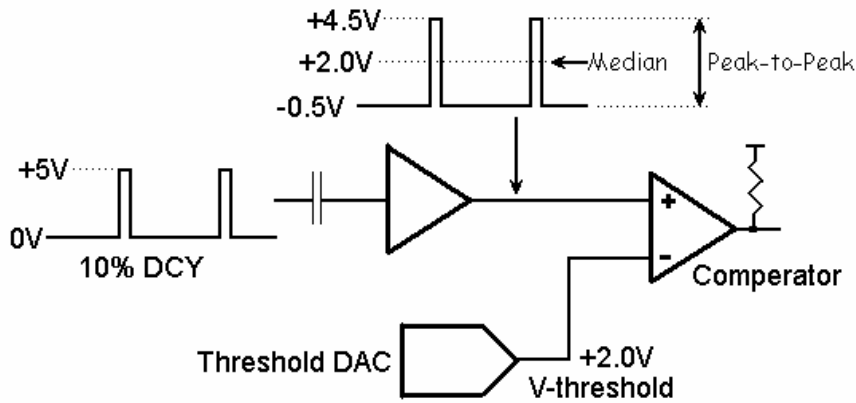 +4.5V
+2.0V
Median
Peak-to-Peak
-0.5V
+5V
0V
10% DCY
+
-
Comperator
Threshold DAC
+2.0V
V-threshold